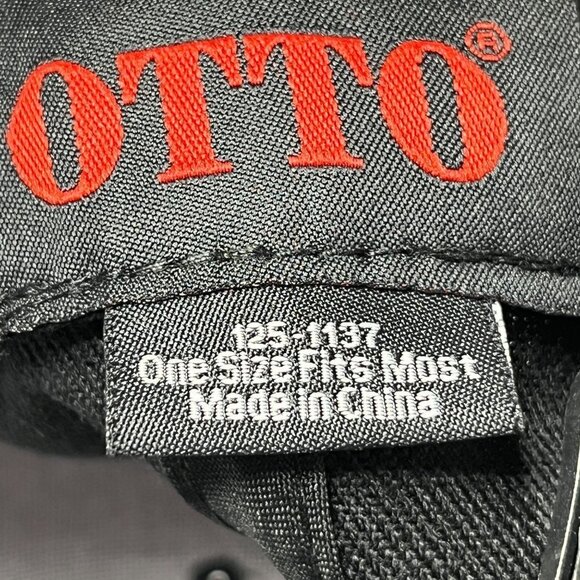 OTTO®
125-1137
One Size Fits Most
Made in China